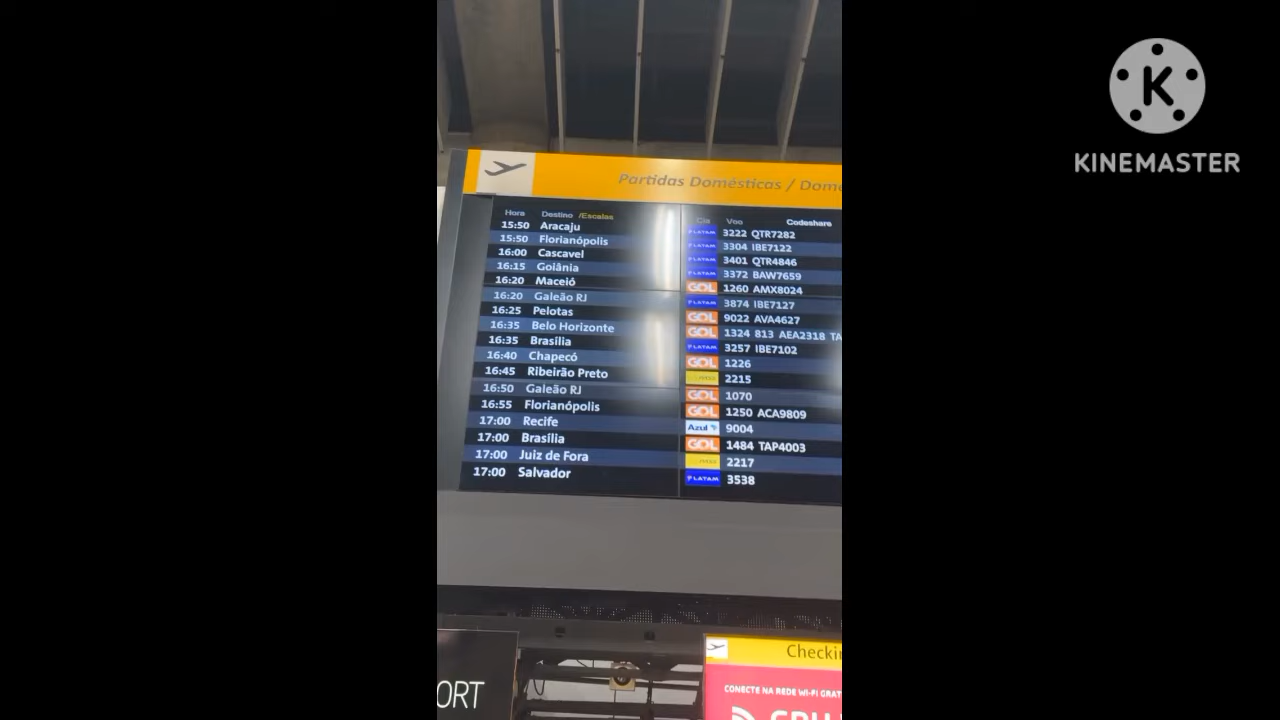 KINEMASTER
Partidas Domésticas / Dome
Hora Destino /Escalas Cia Voo Codeshare
15:50 Aracaju LATAM 3222 QTR7282
15:50 Florianópolis LATAM 3304 IBE7122
16:00 Cascavel LATAM 3401 QTR4846
16:15 Goiânia LATAM 3372 BAW7659
16:20 Maceió GOL 1260 AMX8024
16:20 Galeão RJ LATAM 3874 IBE7127
16:25 Pelotas GOL 9022 AVA4627
16:35 Belo Horizonte GOL 1324 813 AEA2318 TA
16:35 Brasília LATAM 3257 IBE7102
16:40 Chapecó GOL 1226
16:45 Ribeirão Preto 2215
16:50 Galeão RJ GOL 1070
16:55 Florianópolis GOL 1250 ACA9809
17:00 Recife Azul 9004
17:00 Brasília GOL 1484 TAP4003
17:00 Juiz de Fora 2217
17:00 Salvador LATAM 3538
Checki
ORT
CONECTE NA REDE WI-FI GRAT
GRU